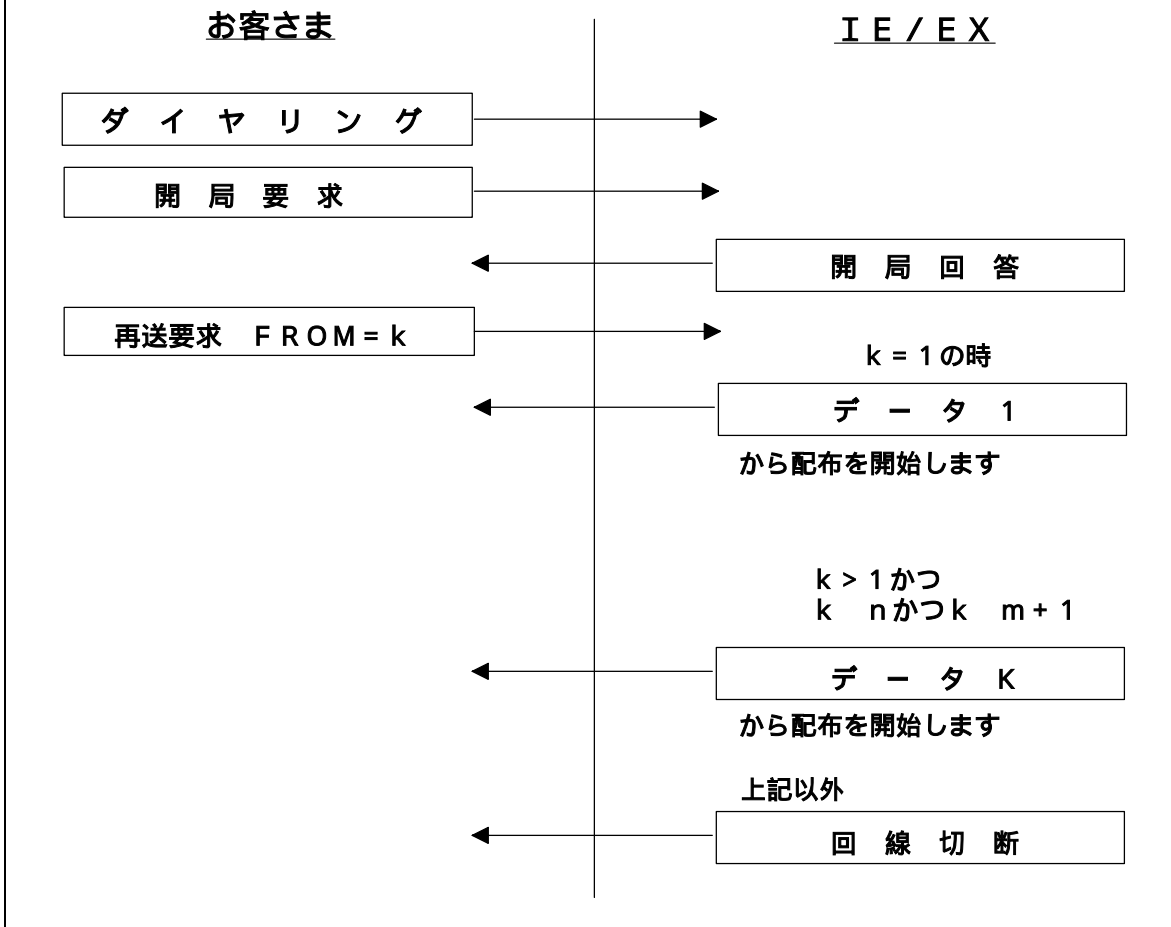 お客さま
ＩＥ/ＥＸ
ダイヤリング
開局要求
開局回答
再送要求　ＦＲＯＭ=ｋ
ｋ=１の時
データ１
から配布を開始します
ｋ>１かつ
ｋ　ｎかつｋ　ｍ+１
データＫ
から配布を開始します
上記以外
回線切断